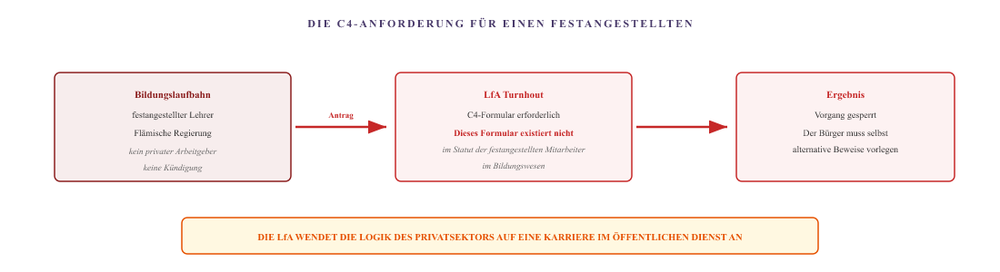 DIE C4-ANFORDERUNG FÜR EINEN FESTANGESTELLTEN
Bildungslaufbahn
festangestellter Lehrer
Flämische Regierung
kein privater Arbeitgeber
keine Kündigung
Antrag
LfA Turnhout
C4-Formular erforderlich
Dieses Formular existiert nicht
im Statut der festangestellten Mitarbeiter
im Bildungswesen
Ergebnis
Vorgang gesperrt
Der Bürger muss selbst
alternative Beweise vorlegen
DIE LfA WENDET DIE LOGIK DES PRIVATSEKTORS AUF EINE KARRIERE IM ÖFFENTLICHEN DIENST AN